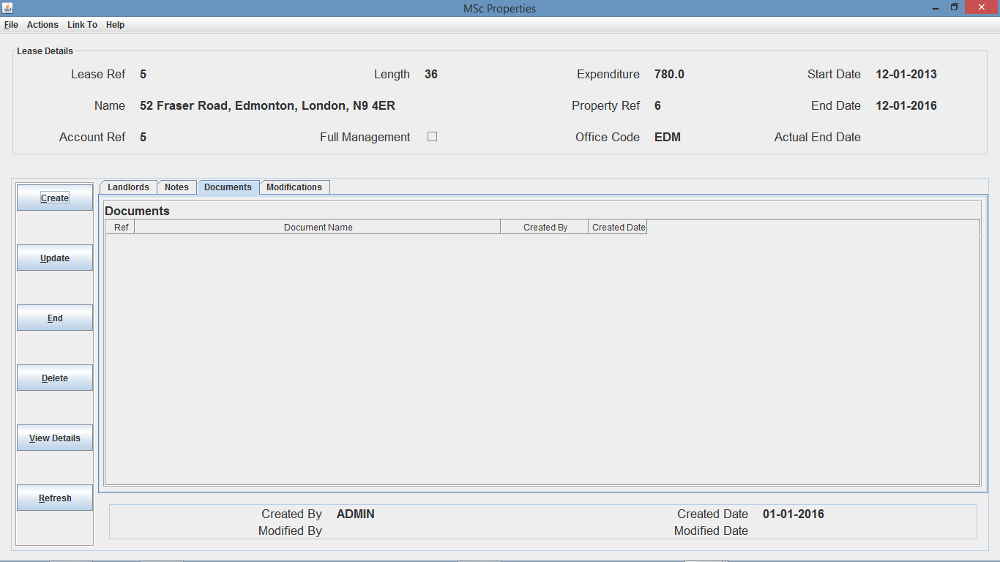 MSc Properties
File Actions Link To Help
Lease Details
Lease Ref 5 Length 36 Expenditure 780.0 Start Date 12-01-2013
Name 52 Fraser Road, Edmonton, London, N9 4ER Property Ref 6 End Date 12-01-2016
Account Ref 5 Full Management Office Code EDM Actual End Date
Create
Update
End
Delete
View Details
Refresh
Landlords Notes Documents Modifications
Documents
Ref Document Name Created By Created Date
Created By ADMIN Created Date 01-01-2016
Modified By Modified Date